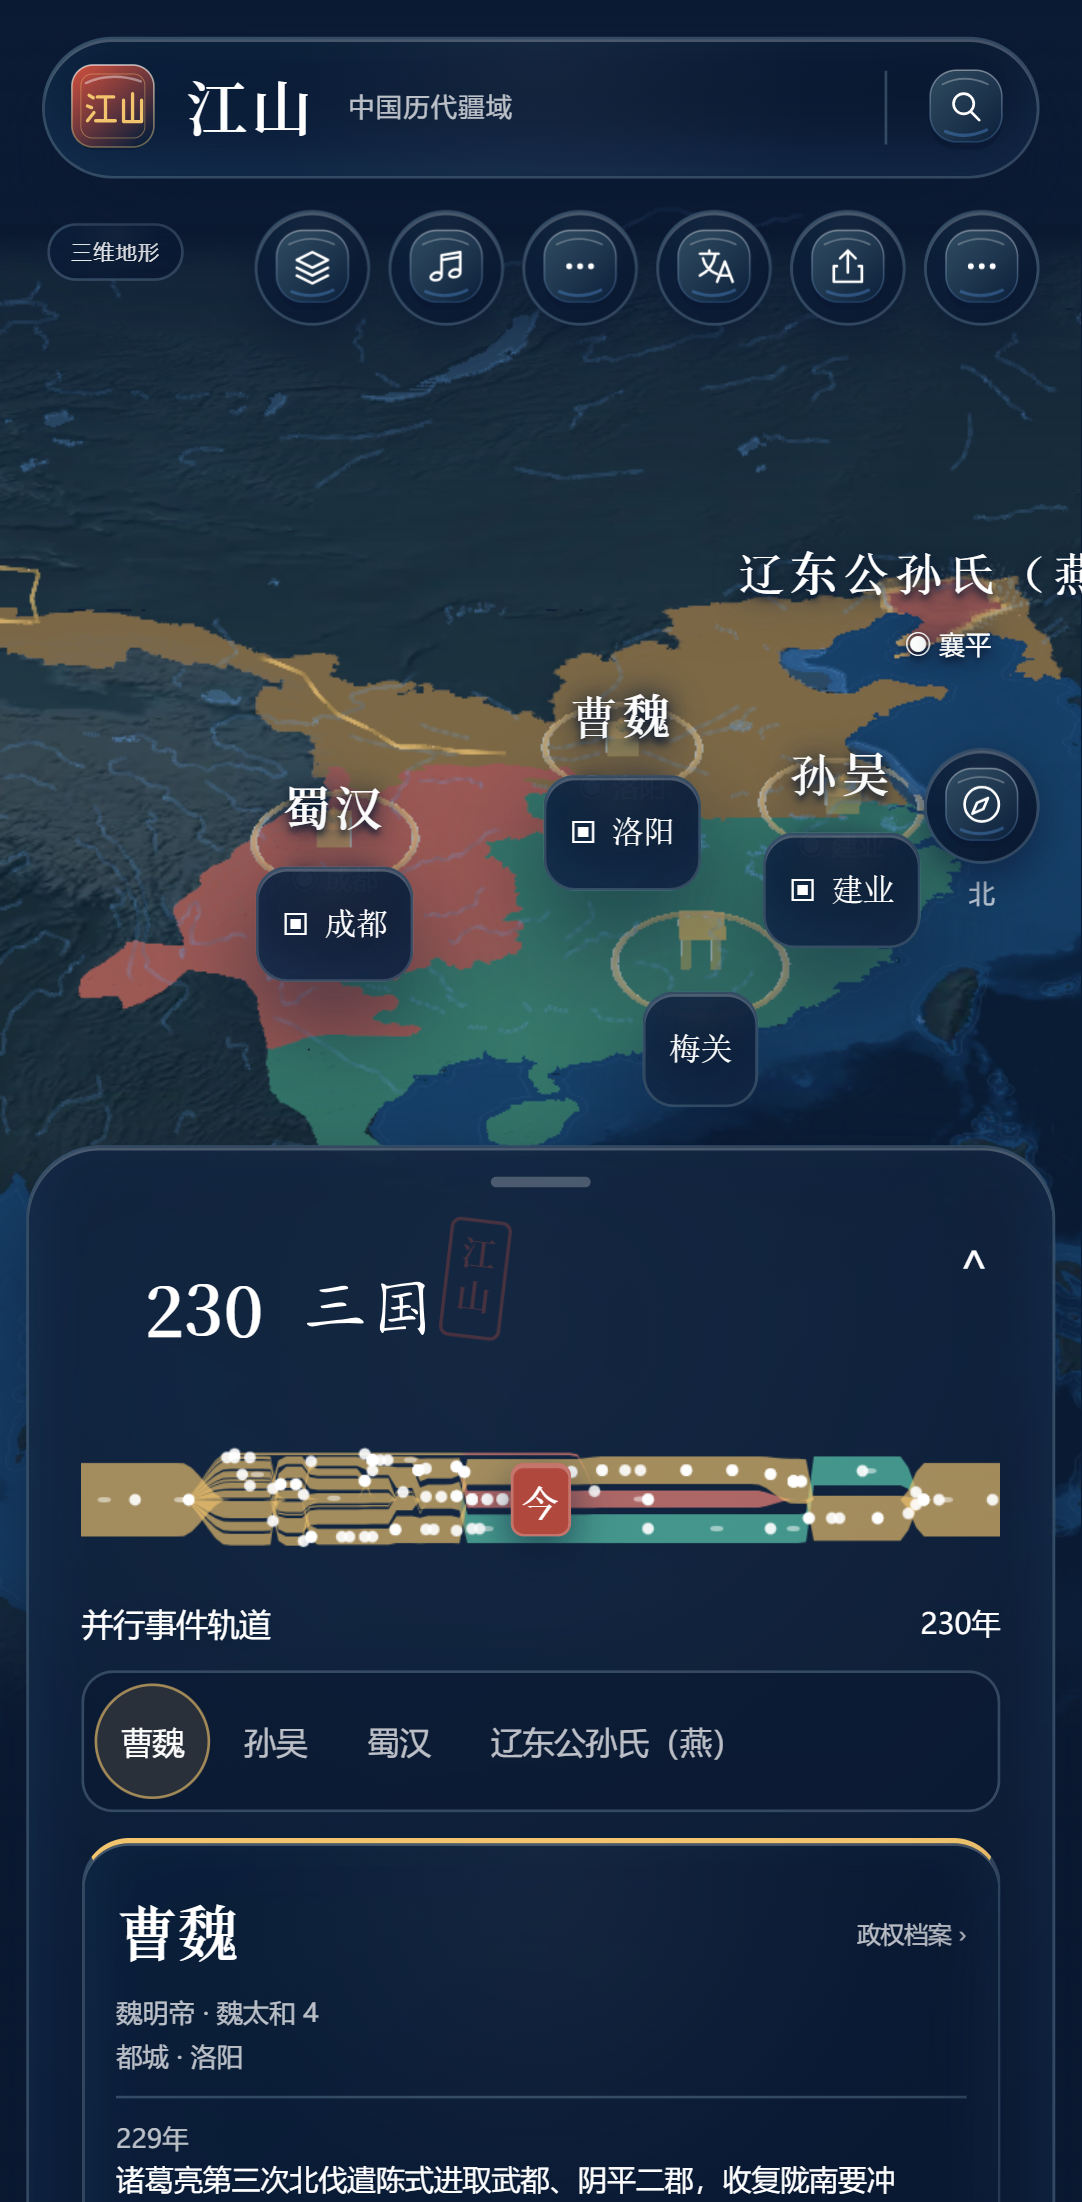 江山
江山
中国历代疆域
三维地形
文A
辽东公孙氏（燕
襄平
曹魏
孙吴
蜀汉
洛阳
建业
北
成都
梅关
230 三国
江山
^
今
并行事件轨道
230年
曹魏
孙吴
蜀汉
辽东公孙氏（燕）
曹魏
政权档案 ›
魏明帝 · 魏太和 4
都城 · 洛阳
229年
诸葛亮第三次北伐遣陈式进取武都、阴平二郡，收复陇南要冲